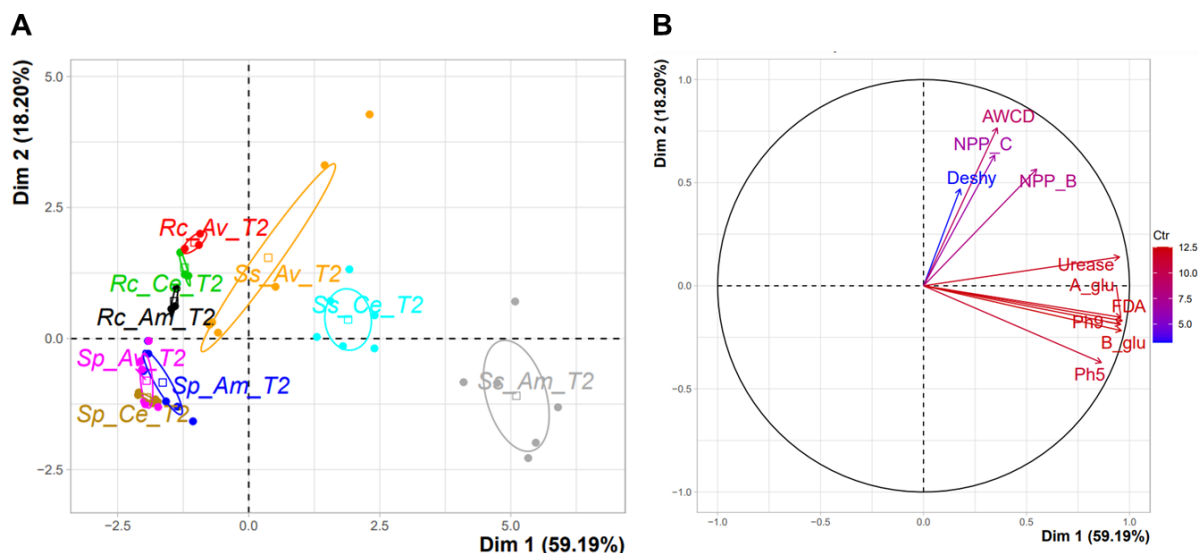 A
Dim 2 (18.20%)
5.0
2.5
0.0
−2.5
Rc_Av_T2
Rc_Ce_T2
Rc_Am_T2
Ss_Av_T2
Ss_Ce_T2
Ss_Am_T2
Sp_Av_T2
Sp_Am_T2
Sp_Ce_T2
−2.5
0.0
2.5
5.0
Dim 1 (59.19%)
B
Dim 2 (18.20%)
1.0
0.5
0.0
−0.5
−1.0
AWCD
NPP_C
Deshy
NPP_B
Urease
A_glu
FDA
Ph9
B_glu
Ph5
−1.0
−0.5
0.0
0.5
1.0
Dim 1 (59.19%)
Ctr
12.5
10.0
7.5
5.0